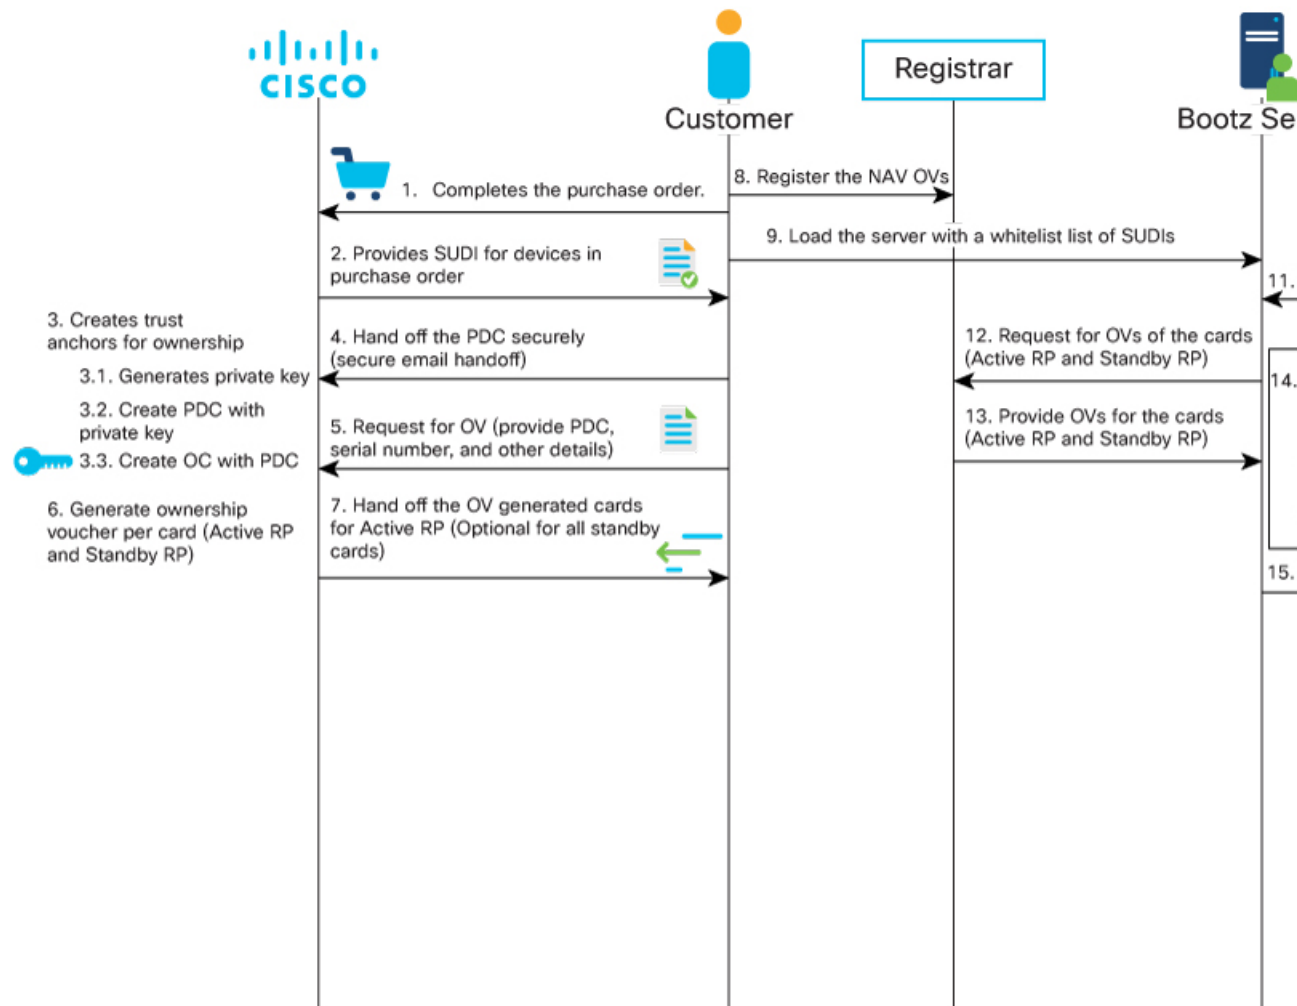 CISCO
Customer
Registrar
Bootz Se
1. Completes the purchase order.
2. Provides SUDI for devices in
purchase order
3. Creates trust
anchors for ownership
3.1. Generates private key
3.2. Create PDC with
private key
3.3. Create OC with PDC
4. Hand off the PDC securely
(secure email handoff)
5. Request for OV (provide PDC,
serial number, and other details)
6. Generate ownership
voucher per card (Active RP
and Standby RP)
7. Hand off the OV generated cards
for Active RP (Optional for all standby
cards)
8. Register the NAV OVs
9. Load the server with a whitelist list of SUDIs
11.
12. Request for OVs of the cards
(Active RP and Standby RP)
13. Provide OVs for the cards
(Active RP and Standby RP)
14.
15.